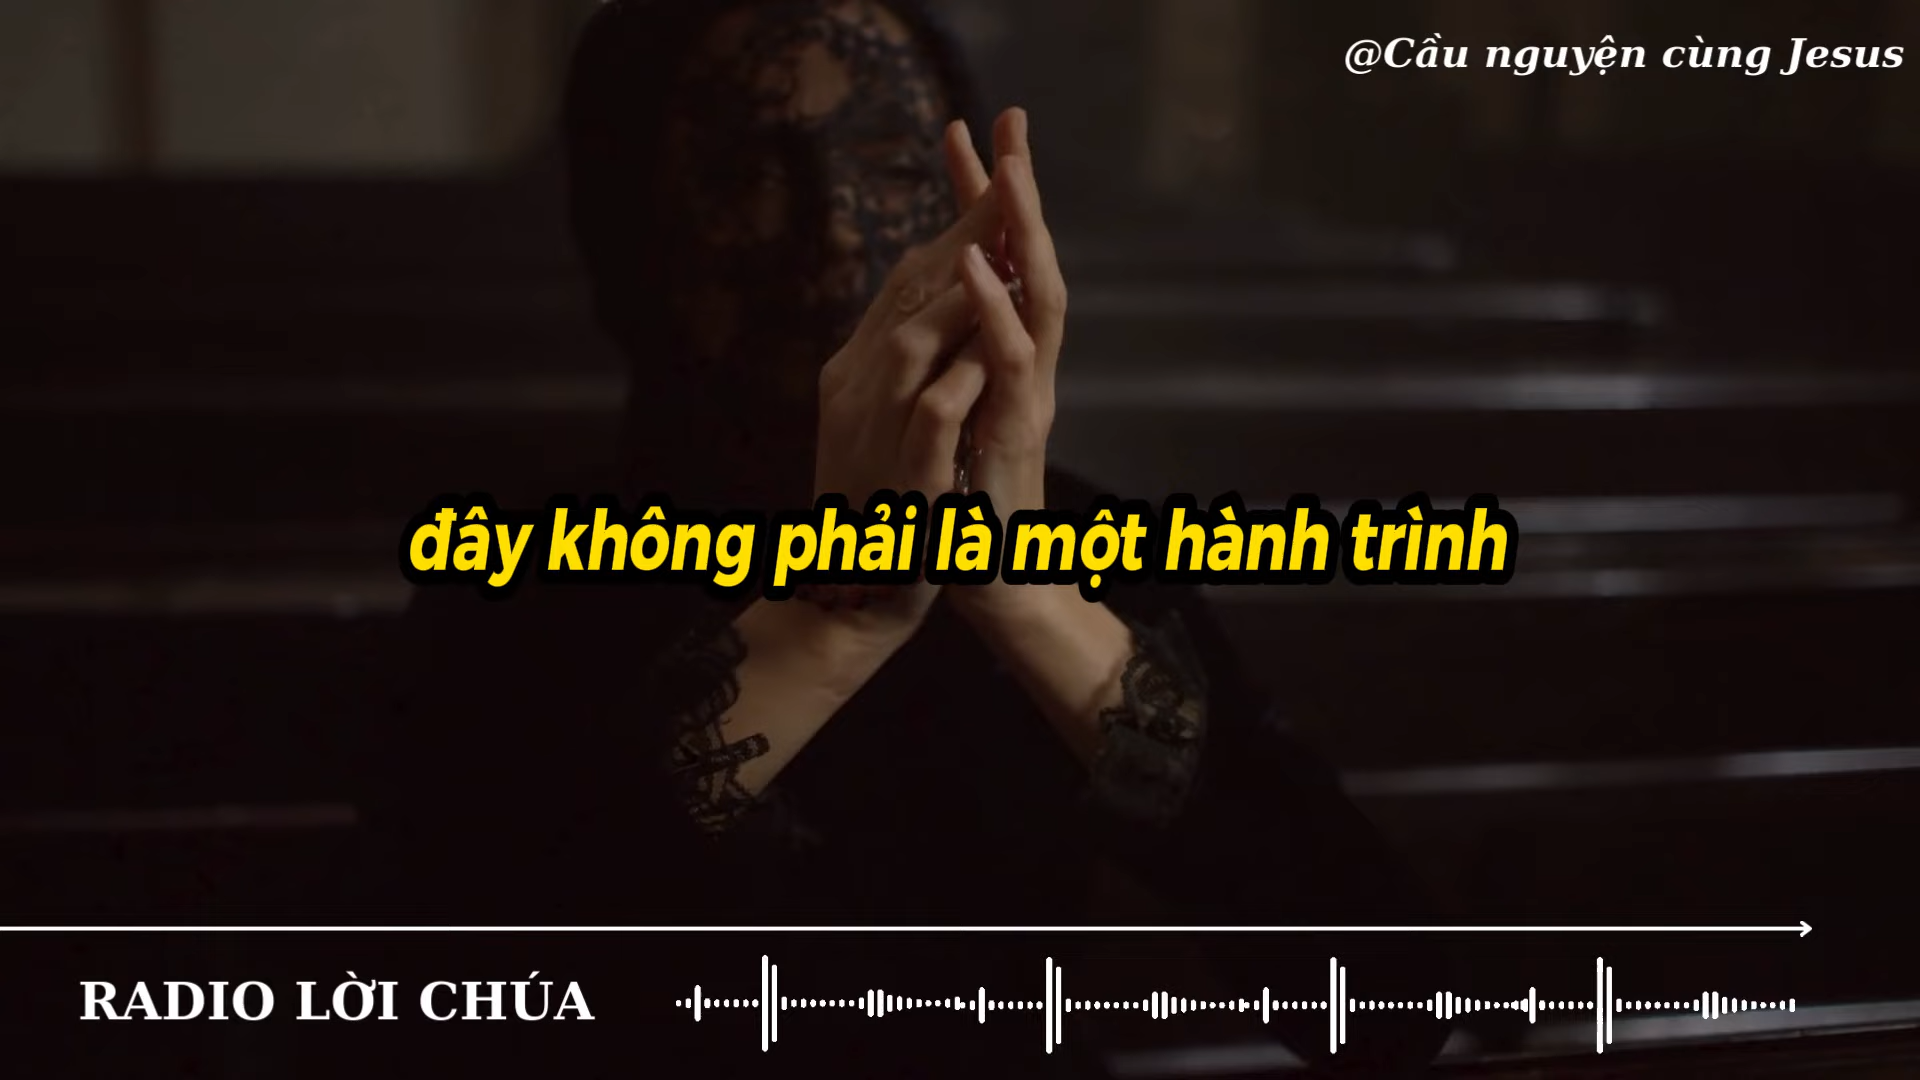 @Cầu nguyện cùng Jesus
đây không phải là một hành trình
RADIO LỜI CHÚA